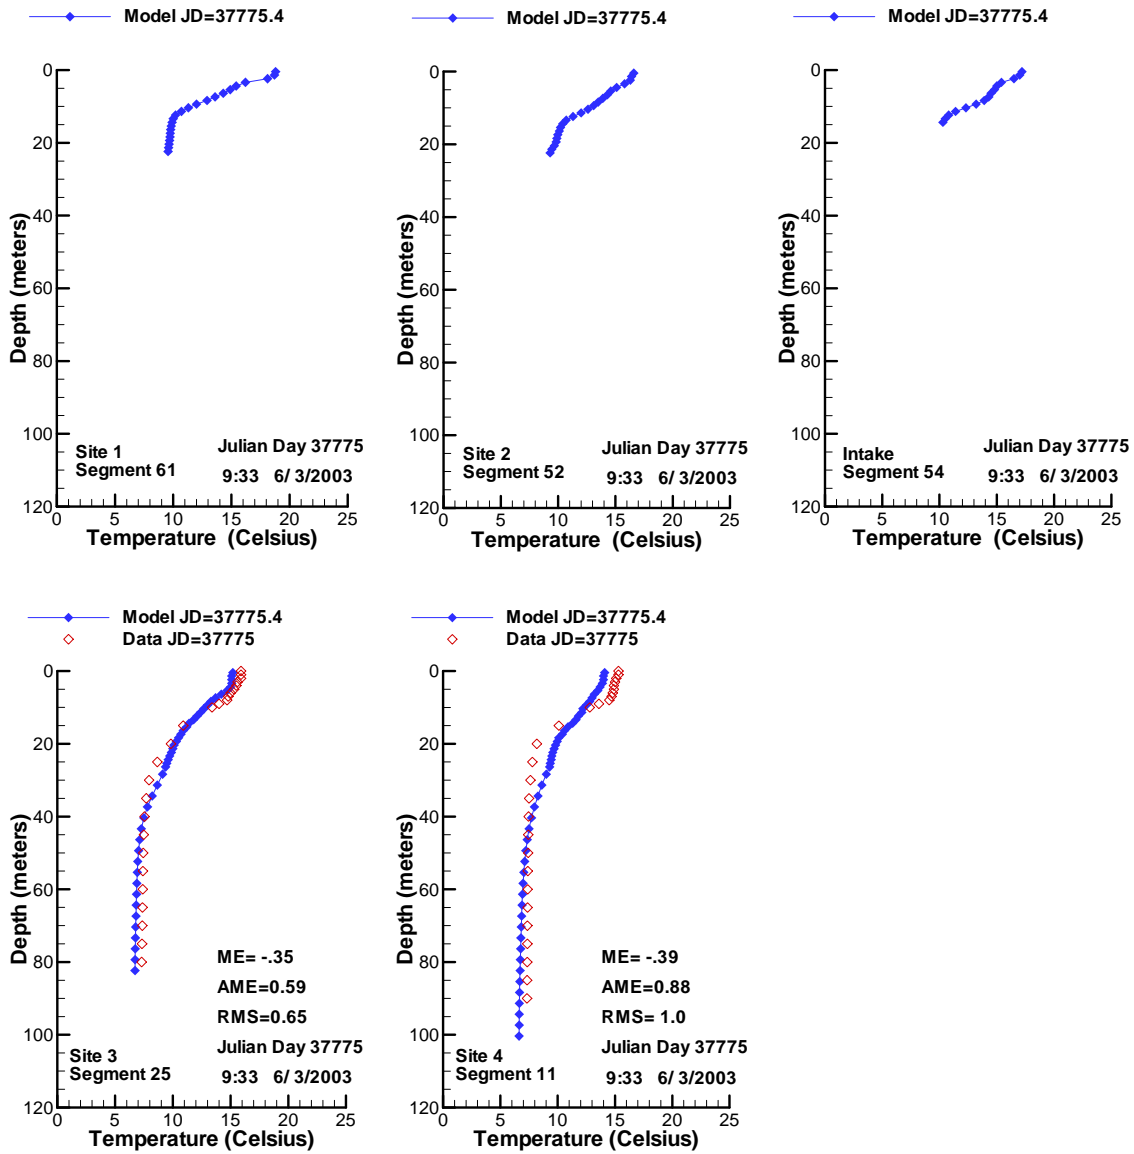 Model JD=37775.4
0
20
40
60
80
100
120
Depth (meters)
Site 1
Segment 61
Julian Day 37775
9:33 6/ 3/2003
0 5 10 15 20 25
Temperature (Celsius)
Model JD=37775.4
0
20
40
60
80
100
120
Depth (meters)
Site 2
Segment 52
Julian Day 37775
9:33 6/ 3/2003
0 5 10 15 20 25
Temperature (Celsius)
Model JD=37775.4
0
20
40
60
80
100
120
Depth (meters)
Intake
Segment 54
Julian Day 37775
9:33 6/ 3/2003
0 5 10 15 20 25
Temperature (Celsius)
Model JD=37775.4
Data JD=37775
0
20
40
60
80
100
120
Depth (meters)
ME= -.35
AME=0.59
RMS=0.65
Site 3
Segment 25
Julian Day 37775
9:33 6/ 3/2003
0 5 10 15 20 25
Temperature (Celsius)
Model JD=37775.4
Data JD=37775
0
20
40
60
80
100
120
Depth (meters)
ME= -.39
AME=0.88
RMS= 1.0
Site 4
Segment 11
Julian Day 37775
9:33 6/ 3/2003
0 5 10 15 20 25
Temperature (Celsius)